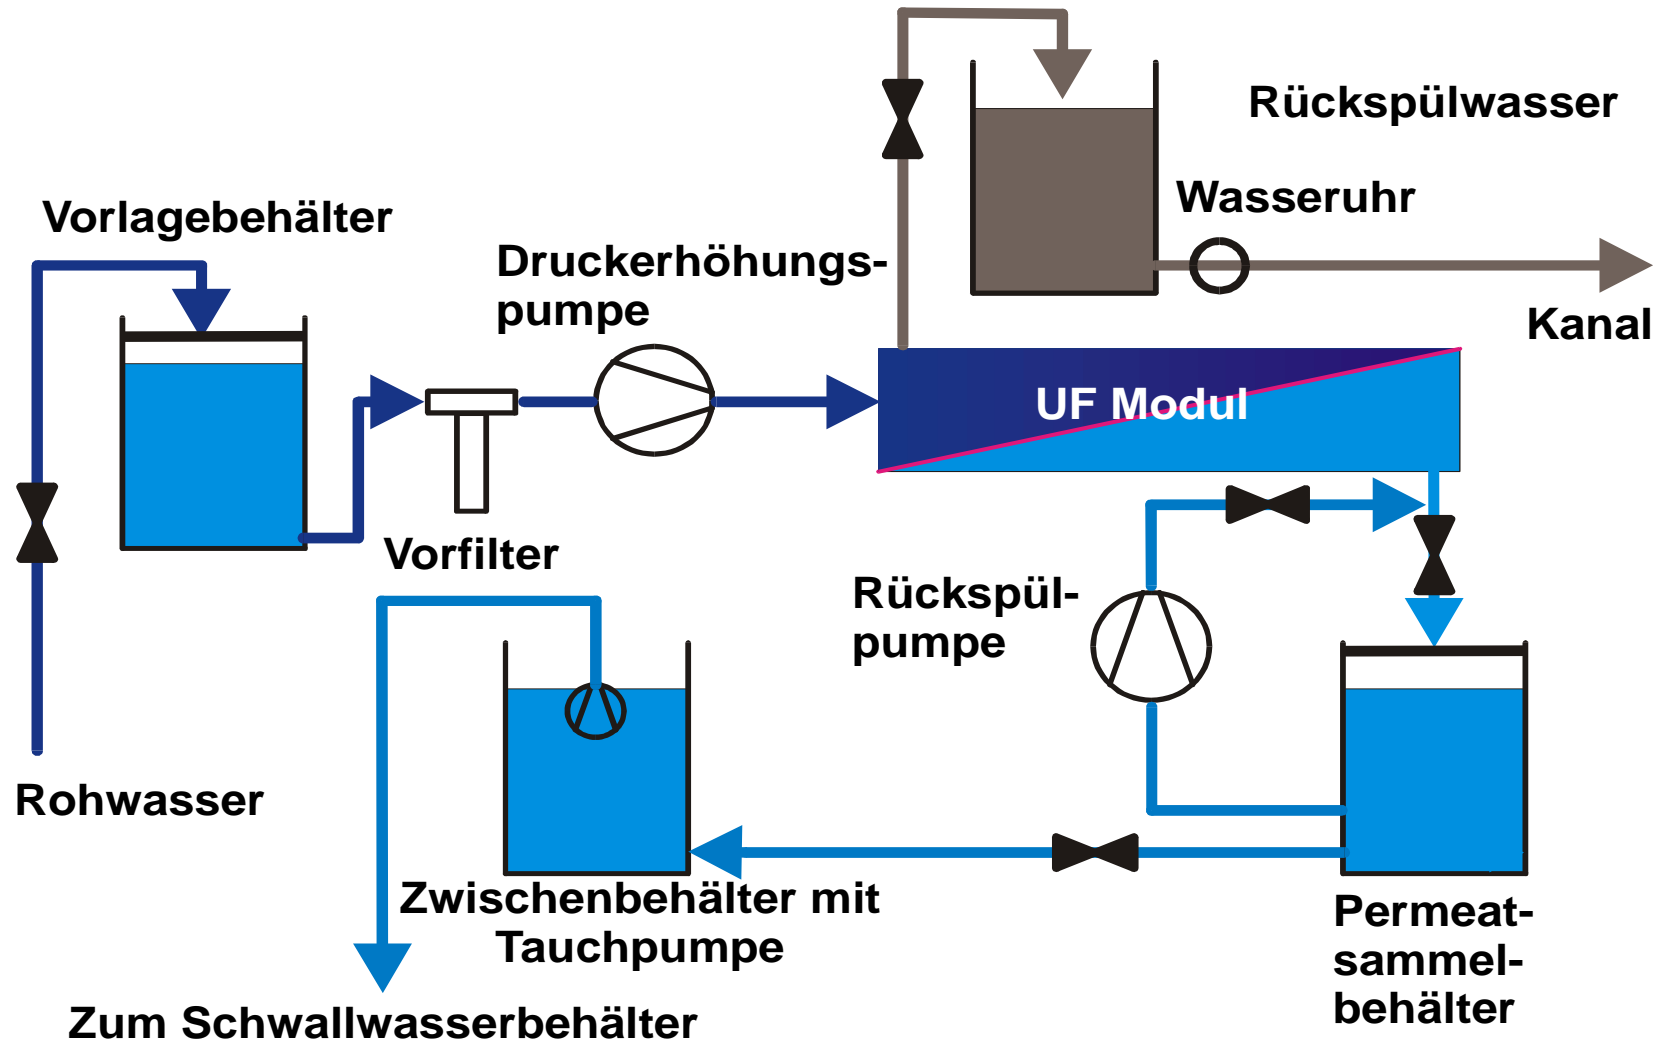 Rückspülwasser
Wasseruhr
Vorlagebehälter
Druckerhöhungs-
pumpe
Kanal
UF Modul
Vorfilter
Rückspül-
pumpe
Rohwasser
Zwischenbehälter mit
Tauchpumpe
Permeat-
sammel-
behälter
Zum Schwallwasserbehälter